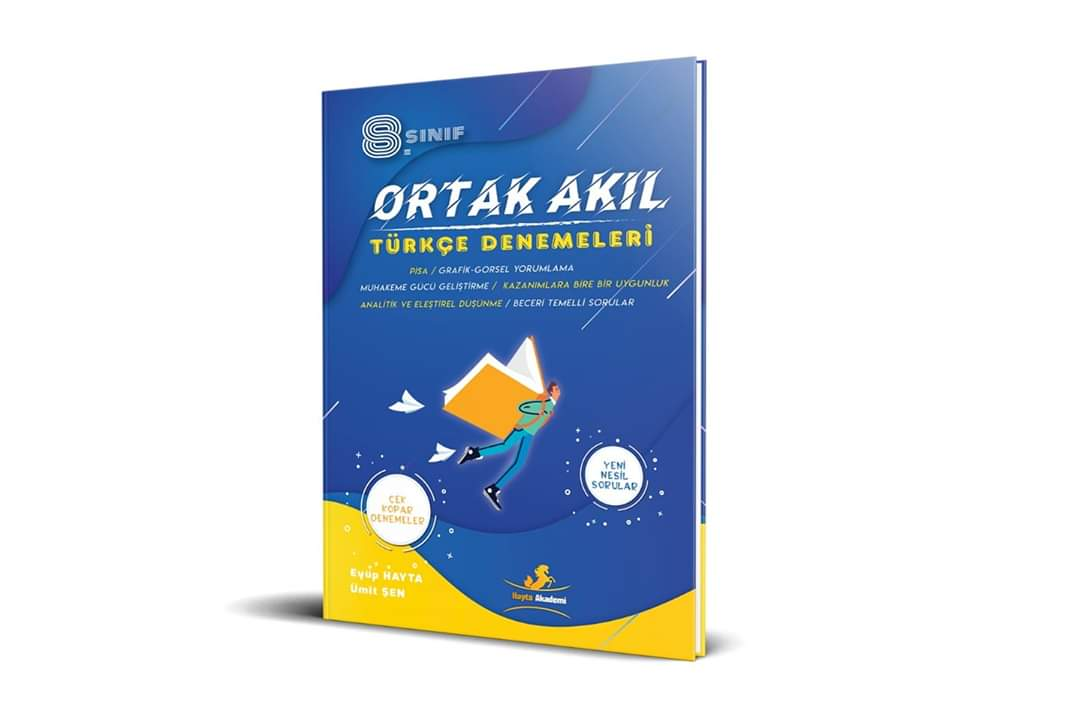 8.
SINIF
ORTAK AKIL
TÜRKÇE DENEMELERİ
PISA / GRAFİK-GÖRSEL YORUMLAMA
MUHAKEME GÜCÜ GELİŞTİRME / KAZANIMLARA BİRE BİR UYGUNLUK
ANALİTİK VE ELEŞTİREL DÜŞÜNME / BECERİ TEMELLİ SORULAR
YENİ
NESİL
SORULAR
ÇEK
KOPAR
DENEMELER
Eyüp HAYTA
Ümit ŞEN
Hayta Akademi